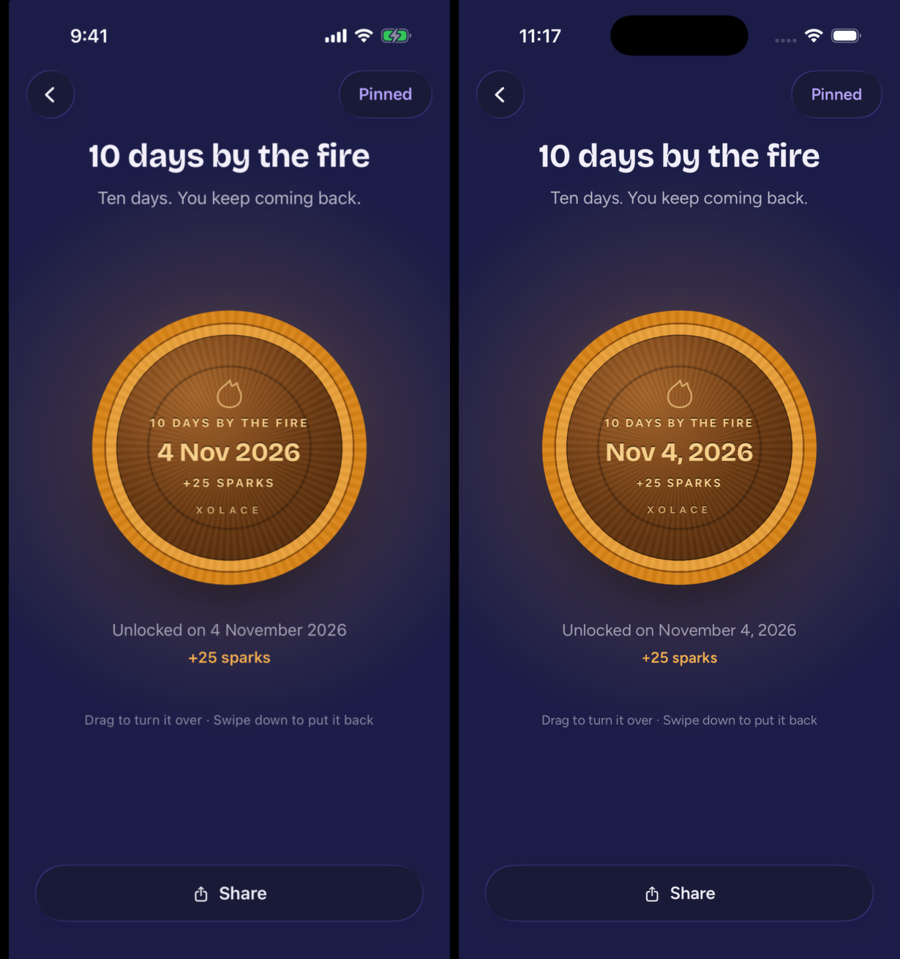 9:41
Pinned
10 days by the fire
Ten days. You keep coming back.
10 DAYS BY THE FIRE
4 Nov 2026
+25 SPARKS
XOLACE
Unlocked on 4 November 2026
+25 sparks
Drag to turn it over · Swipe down to put it back
Share
11:17
Pinned
10 days by the fire
Ten days. You keep coming back.
10 DAYS BY THE FIRE
Nov 4, 2026
+25 SPARKS
XOLACE
Unlocked on November 4, 2026
+25 sparks
Drag to turn it over · Swipe down to put it back
Share